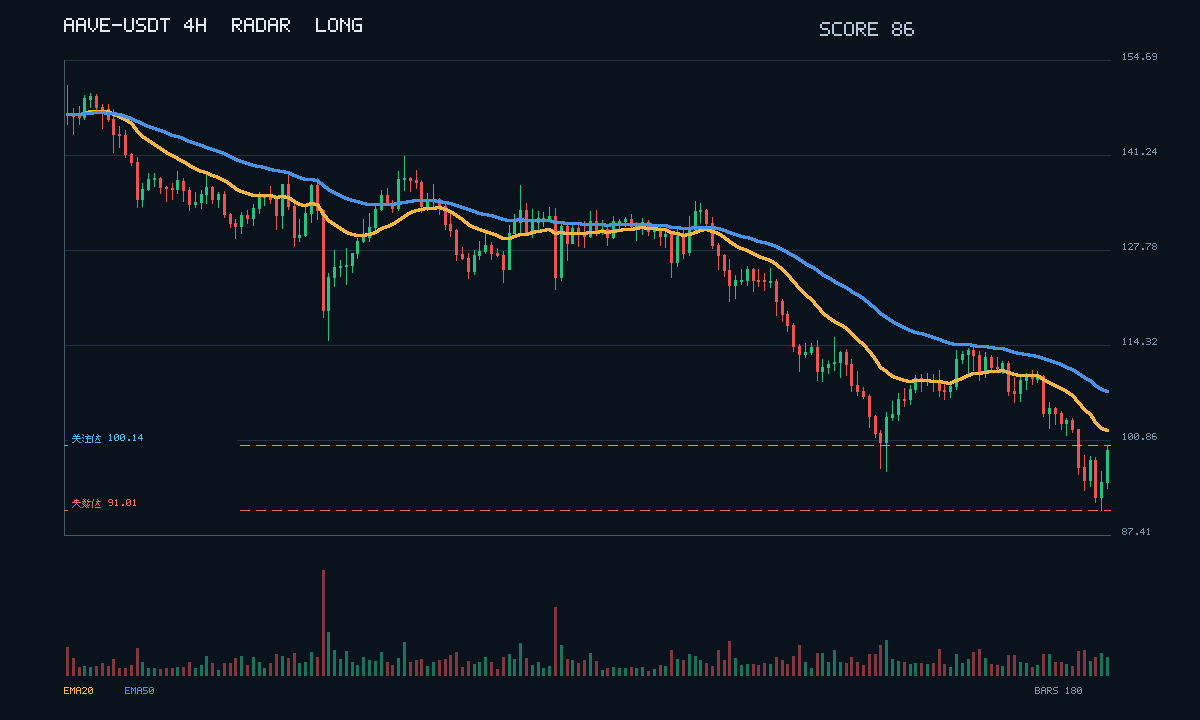 AAVE-USDT 4H RADAR LONG
SCORE 86
154.69
141.24
127.78
114.32
关注位 100.14
100.86
失效位 91.01
87.41
EMA20 EMA50
BARS 180